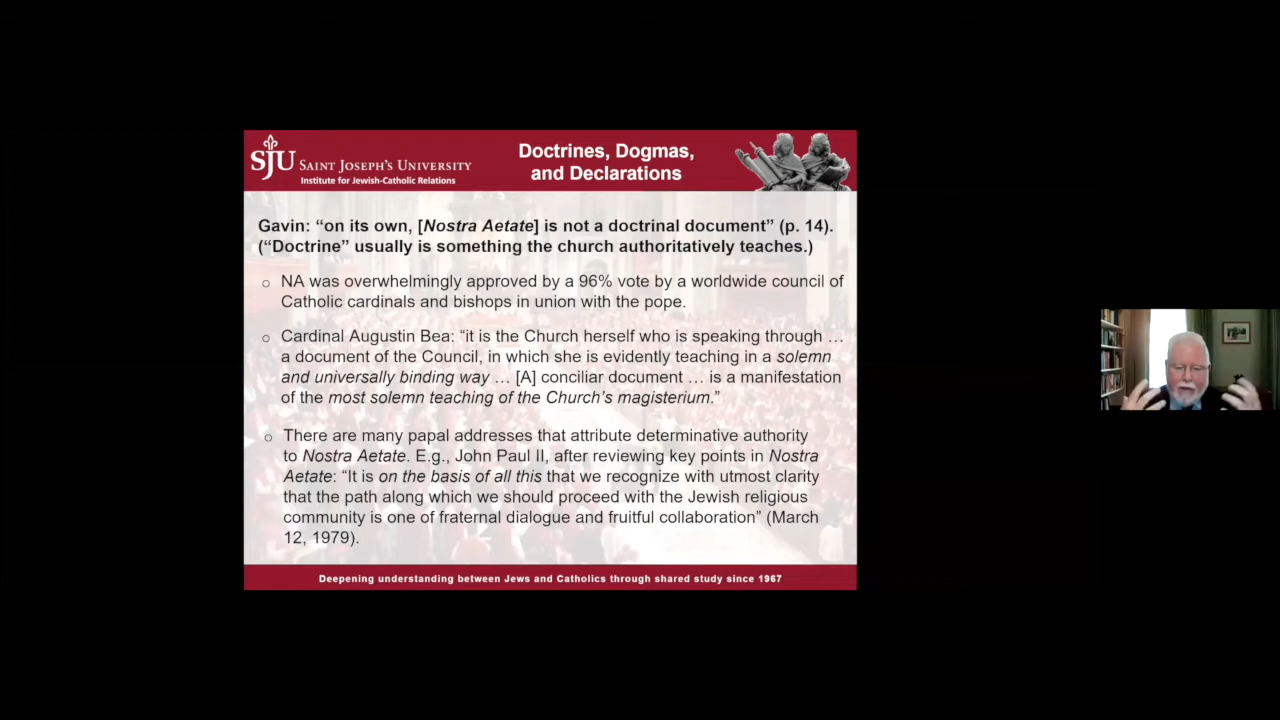 SJU SAINT JOSEPH'S UNIVERSITY
Institute for Jewish-Catholic Relations
Doctrines, Dogmas,
and Declarations
Gavin: “on its own, [Nostra Aetate] is not a doctrinal document” (p. 14).
(“Doctrine” usually is something the church authoritatively teaches.)
○ NA was overwhelmingly approved by a 96% vote by a worldwide council of
Catholic cardinals and bishops in union with the pope.
○ Cardinal Augustin Bea: “it is the Church herself who is speaking through …
a document of the Council, in which she is evidently teaching in a solemn
and universally binding way … [A] conciliar document … is a manifestation
of the most solemn teaching of the Church’s magisterium.”
○ There are many papal addresses that attribute determinative authority
to Nostra Aetate. E.g., John Paul II, after reviewing key points in Nostra
Aetate: “It is on the basis of all this that we recognize with utmost clarity
that the path along which we should proceed with the Jewish religious
community is one of fraternal dialogue and fruitful collaboration” (March
12, 1979).
Deepening understanding between Jews and Catholics through shared study since 1967